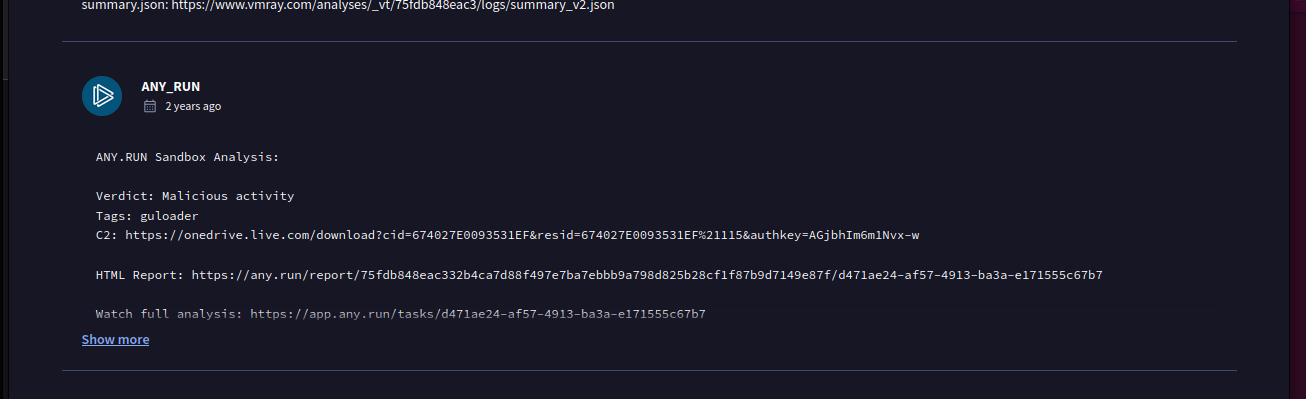 summary.json: https://www.vmray.com/analyses/_vt/75fdb848eac3/logs/summary_v2.json
ANY_RUN
2 years ago
ANY.RUN Sandbox Analysis:
Verdict: Malicious activity
Tags: guloader
C2: https://onedrive.live.com/download?cid=674027E0093531EF&resid=674027E0093531EF%21115&authkey=AGjbhIm6m1Nvx-w
HTML Report: https://any.run/report/75fdb848eac332b4ca7d88f497e7ba7ebbb9a798d825b28cf1f87b9d7149e87f/d471ae24-af57-4913-ba3a-e171555c67b7
Watch full analysis: https://app.any.run/tasks/d471ae24-af57-4913-ba3a-e171555c67b7
Show more